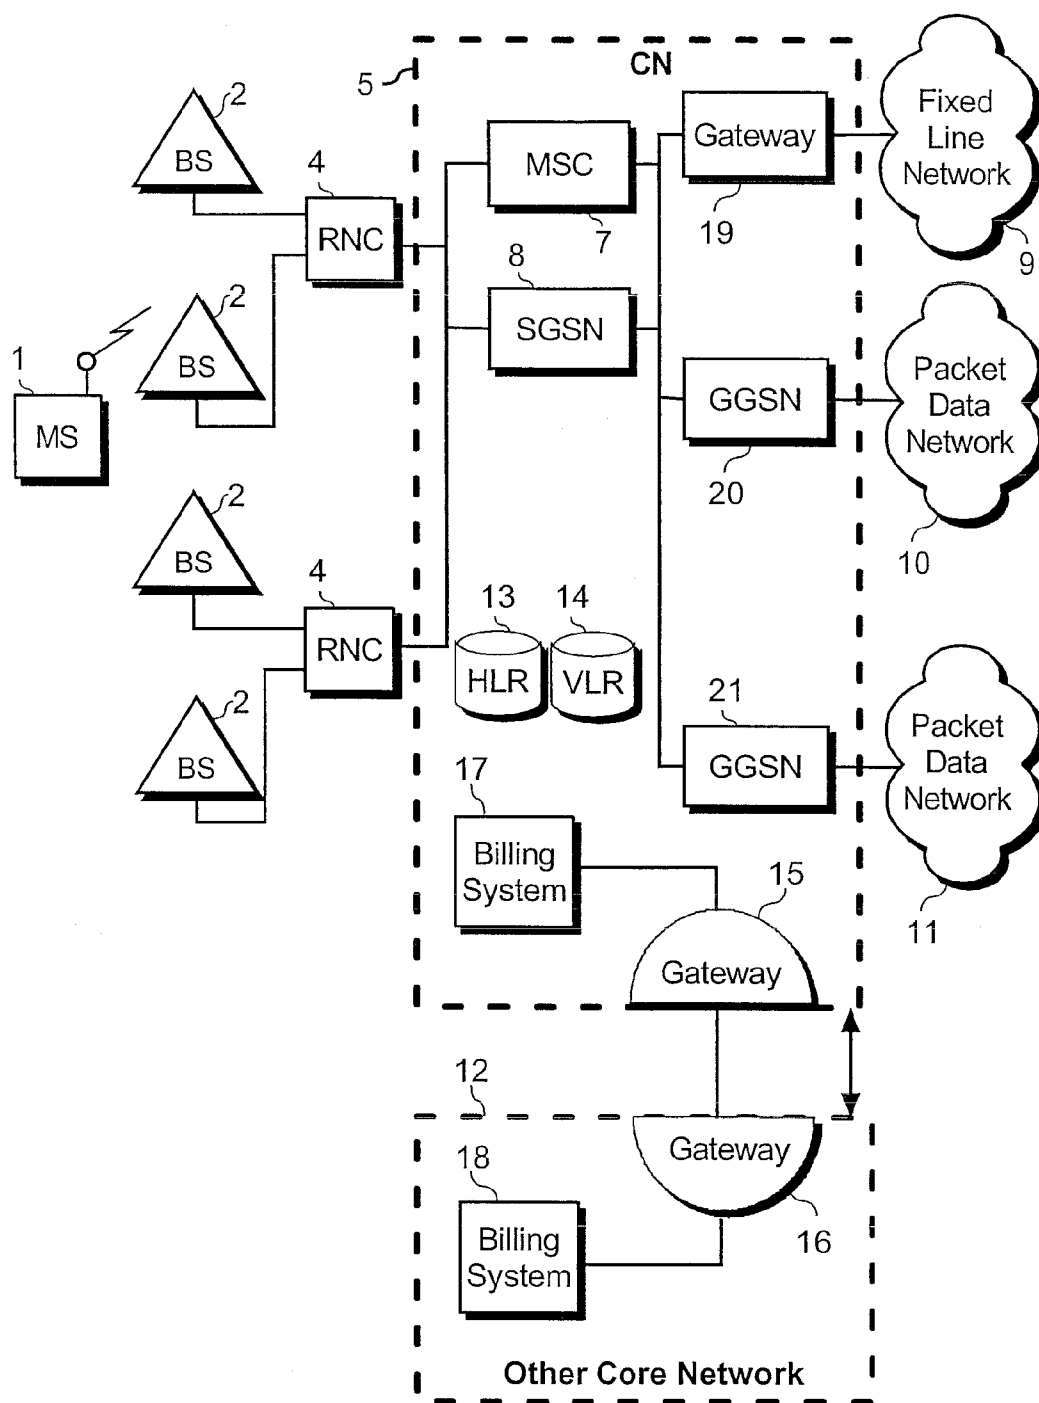 CN
5
2
BS
4
RNC
MSC
7
Gateway
19
Fixed
Line
Network
9
2
BS
1
MS
8
SGSN
GGSN
20
Packet
Data
Network
10
2
BS
4
RNC
13
HLR
14
VLR
2
BS
21
GGSN
Packet
Data
Network
11
17
Billing
System
15
Gateway
12
Gateway
16
18
Billing
System
Other Core Network